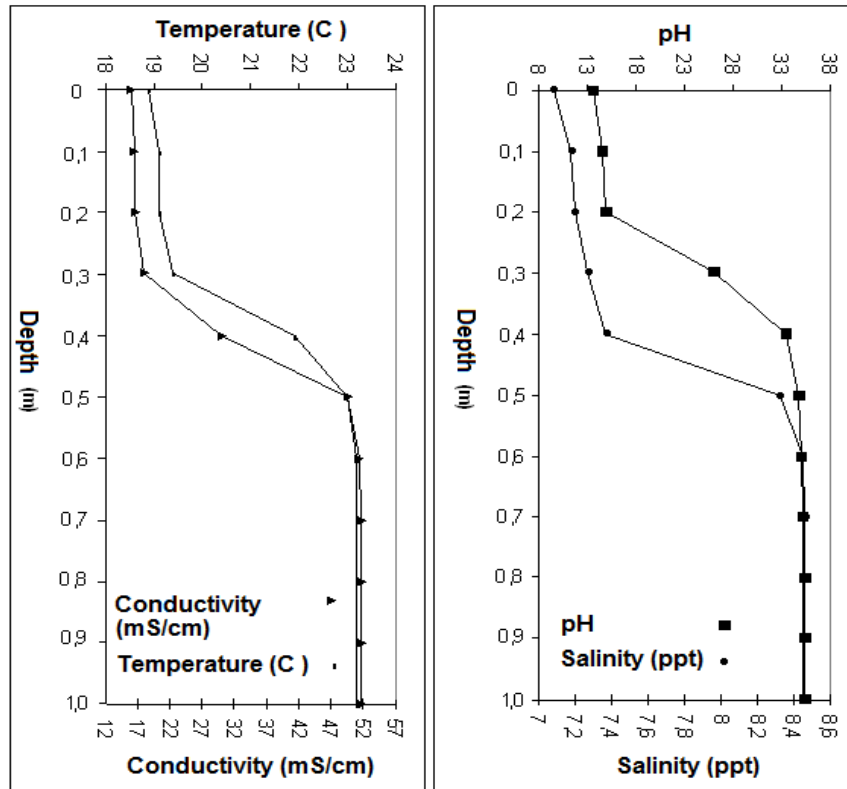 Temperature (C )
18 19 20 21 22 23 24
0
0,1
0,2
0,3
0,4
0,5
0,6
0,7
0,8
0,9
1,0
Depth (m)
Conductivity
(mS/cm)
Temperature (C )
12 17 22 27 32 37 42 47 52 57
Conductivity (mS/cm)
pH
8 13 18 23 28 33 38
0
0,1
0,2
0,3
0,4
0,5
0,6
0,7
0,8
0,9
1,0
Depth (m)
pH
Salinity (ppt)
7 7,2 7,4 7,6 7,8 8 8,2 8,4 8,6
Salinity (ppt)